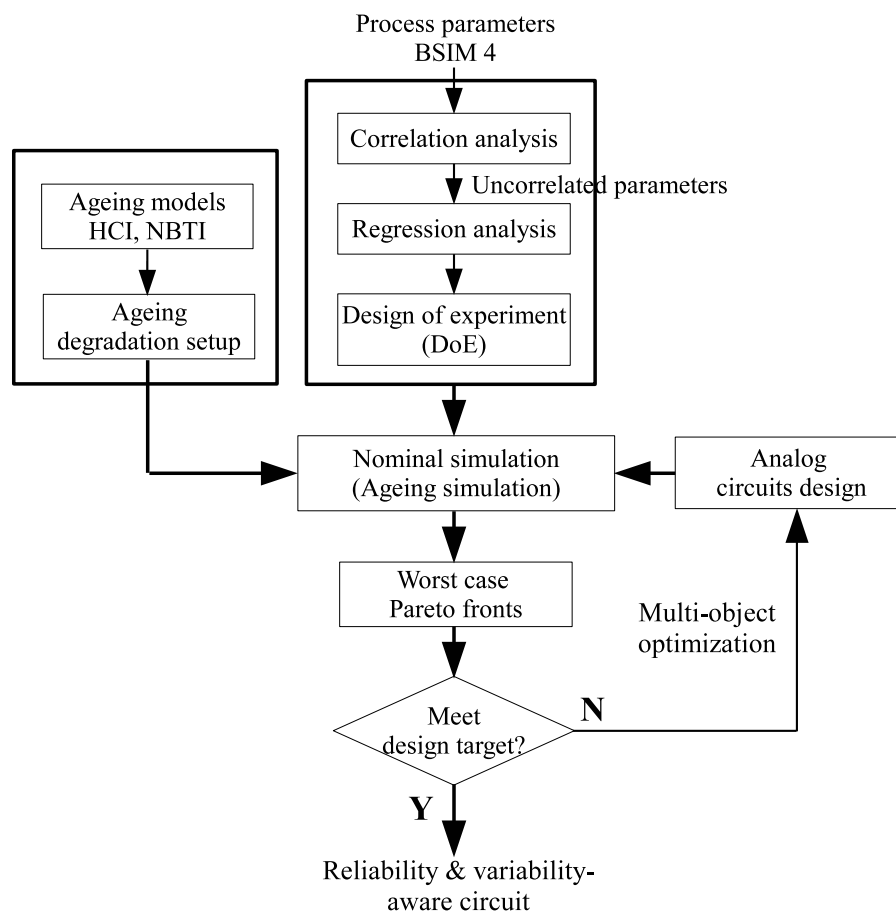 Process parameters
BSIM 4
Correlation analysis
Uncorrelated parameters
Regression analysis
Design of experiment
(DoE)
Ageing models
HCI, NBTI
Ageing
degradation setup
Nominal simulation
(Ageing simulation)
Analog
circuits design
Worst case
Pareto fronts
Multi-object
optimization
Meet
design target?
N
Y
Reliability & variability-
aware circuit